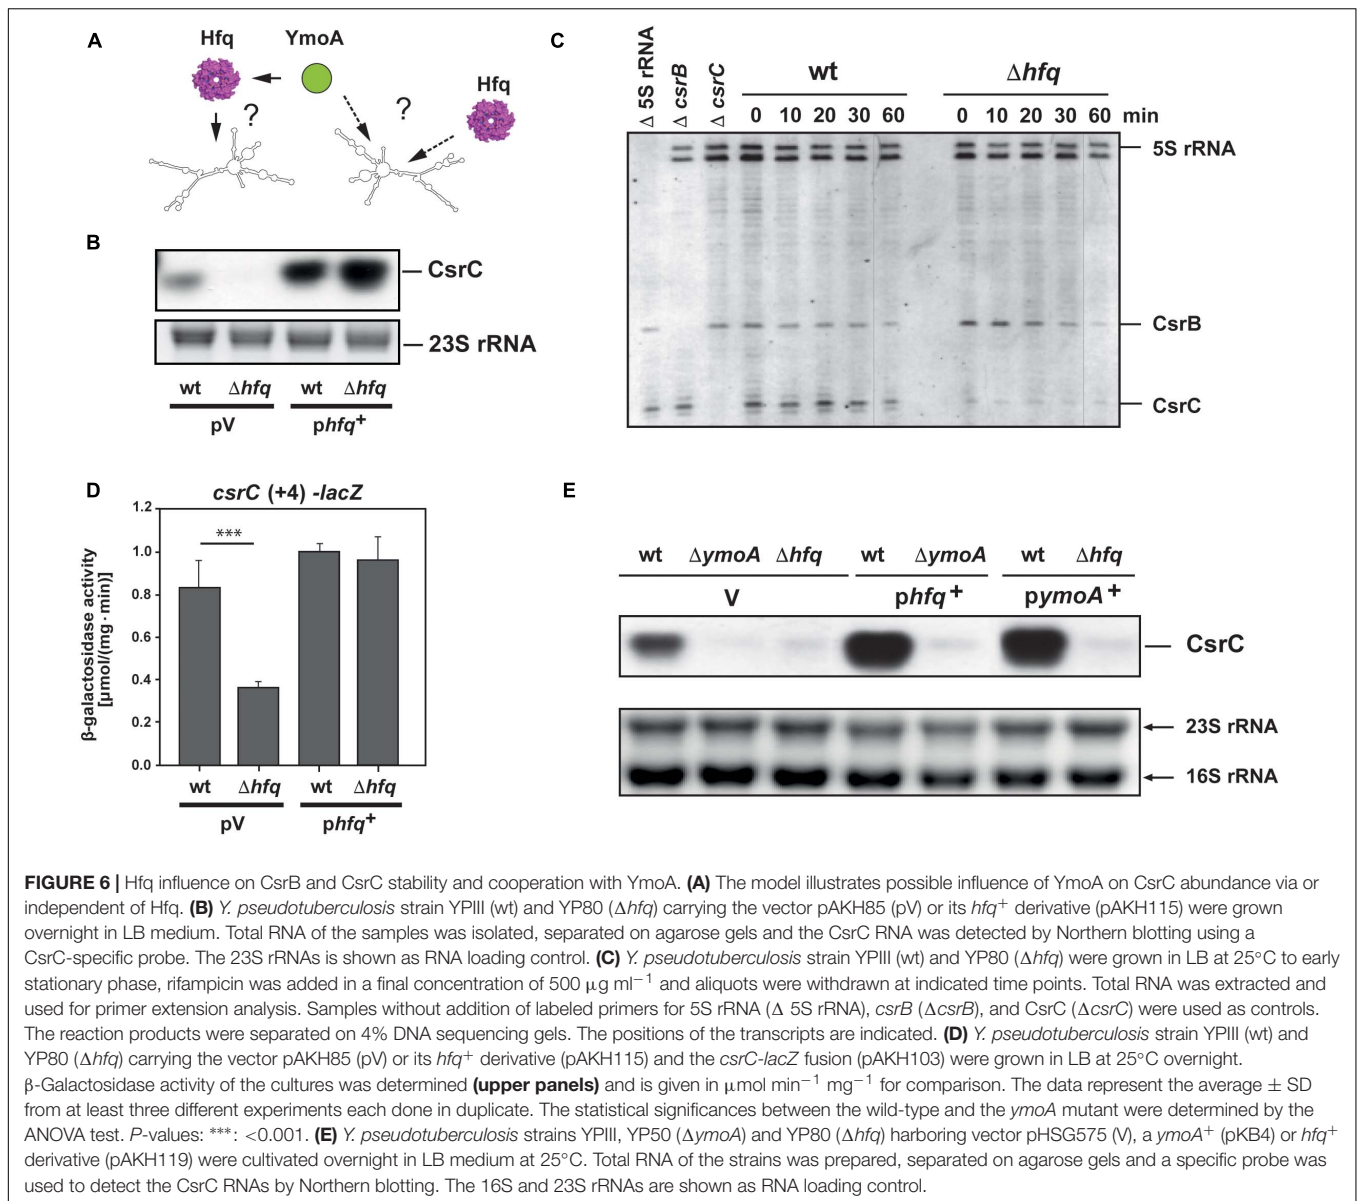 A
Hfq YmoA
?
?
Hfq
B
CsrC
23S rRNA
wt Δhfq wt Δhfq
pV phfq+
C
Δ 5S rRNA
Δ csrB
Δ csrC
wt Δhfq
0 10 20 30 60 0 10 20 30 60 min
5S rRNA
CsrB
CsrC
D
csrC (+4) -lacZ
β-galactosidase activity
[µmol/(mg·min)]
1.2
1.0
0.8
0.6
0.4
0.2
0.0
***
wt Δhfq wt Δhfq
pV phfq+
E
wt ΔymoA Δhfq wt ΔymoA wt Δhfq
V phfq+ pymoA+
CsrC
23S rRNA
16S rRNA
FIGURE 6 | Hfq influence on CsrB and CsrC stability and cooperation with YmoA. (A) The model illustrates possible influence of YmoA on CsrC abundance via or
independent of Hfq. (B) Y. pseudotuberculosis strain YPIII (wt) and YP80 (Δhfq) carrying the vector pAKH85 (pV) or its hfq+ derivative (pAKH115) were grown
overnight in LB medium. Total RNA of the samples was isolated, separated on agarose gels and the CsrC RNA was detected by Northern blotting using a
CsrC-specific probe. The 23S rRNAs is shown as RNA loading control. (C) Y. pseudotuberculosis strain YPIII (wt) and YP80 (Δhfq) were grown in LB at 25°C to early
stationary phase, rifampicin was added in a final concentration of 500 µg ml−1 and aliquots were withdrawn at indicated time points. Total RNA was extracted and
used for primer extension analysis. Samples without addition of labeled primers for 5S rRNA (Δ 5S rRNA), csrB (ΔcsrB), and CsrC (ΔcsrC) were used as controls.
The reaction products were separated on 4% DNA sequencing gels. The positions of the transcripts are indicated. (D) Y. pseudotuberculosis strain YPIII (wt) and
YP80 (Δhfq) carrying the vector pAKH85 (pV) or its hfq+ derivative (pAKH115) and the csrC-lacZ fusion (pAKH103) were grown in LB at 25°C overnight.
β-Galactosidase activity of the cultures was determined (upper panels) and is given in µmol min−1 mg−1 for comparison. The data represent the average ± SD
from at least three different experiments each done in duplicate. The statistical significances between the wild-type and the ymoA mutant were determined by the
ANOVA test. P-values: ***: <0.001. (E) Y. pseudotuberculosis strains YPIII, YP50 (ΔymoA) and YP80 (Δhfq) harboring vector pHSG575 (V), a ymoA+ (pKB4) or hfq+
derivative (pAKH119) were cultivated overnight in LB medium at 25°C. Total RNA of the strains was prepared, separated on agarose gels and a specific probe was
used to detect the CsrC RNAs by Northern blotting. The 16S and 23S rRNAs are shown as RNA loading control.